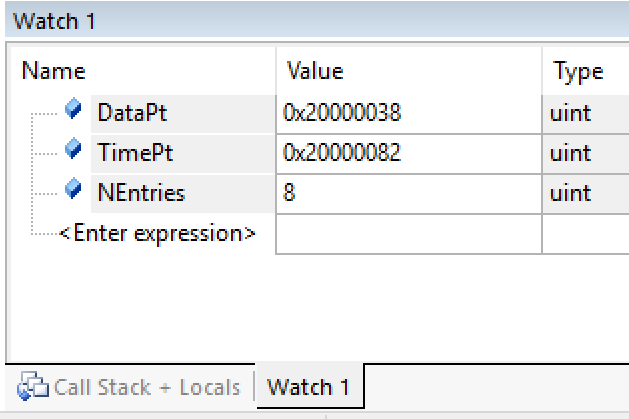 Watch 1
Name Value Type
DataPt 0x20000038 uint
TimePt 0x20000082 uint
NEntries 8 uint
<Enter expression>
Call Stack + Locals Watch 1